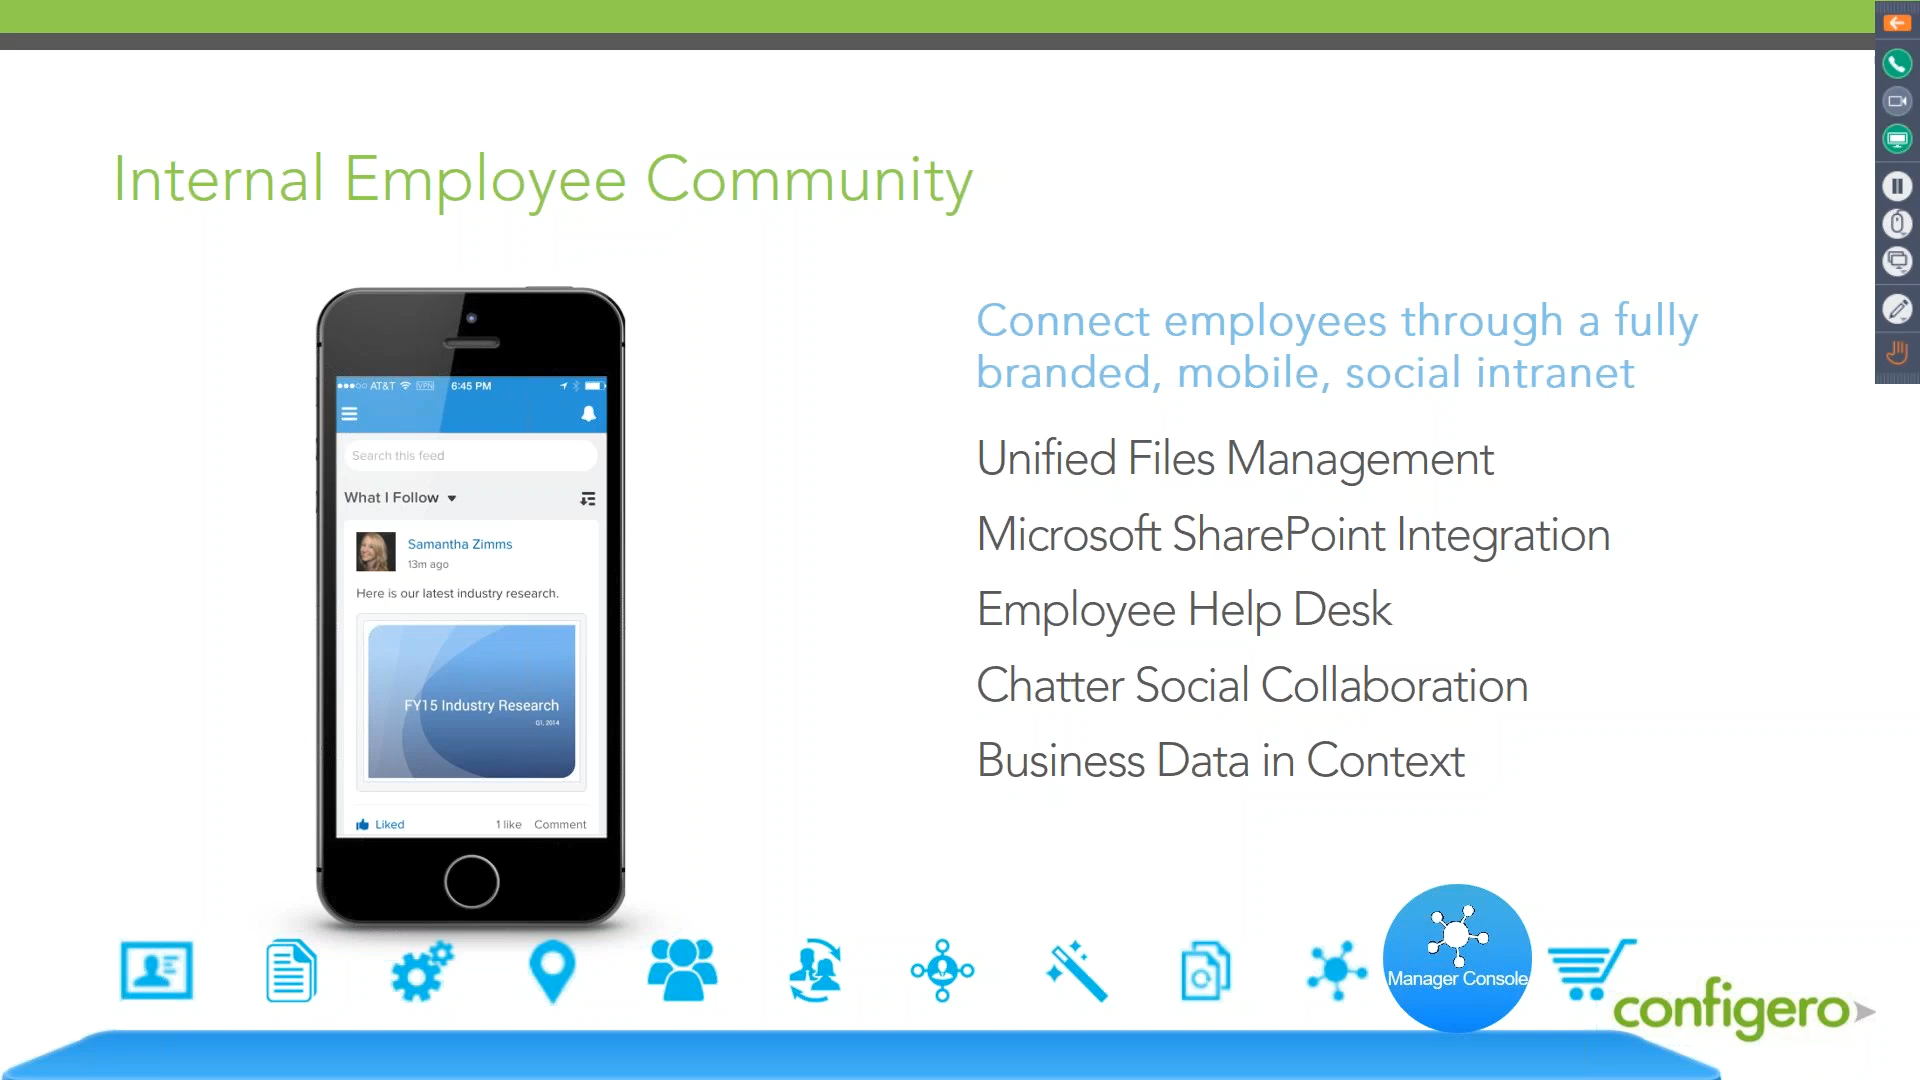 Internal Employee Community
AT&T VPN 6:45 PM
Search this feed
What I Follow
Samantha Zimms
13m ago
Here is our latest industry research.
FY15 Industry Research
Q1, 2014
Liked 1 like Comment
Connect employees through a fully
branded, mobile, social intranet
Unified Files Management
Microsoft SharePoint Integration
Employee Help Desk
Chatter Social Collaboration
Business Data in Context
Manager Console
configero